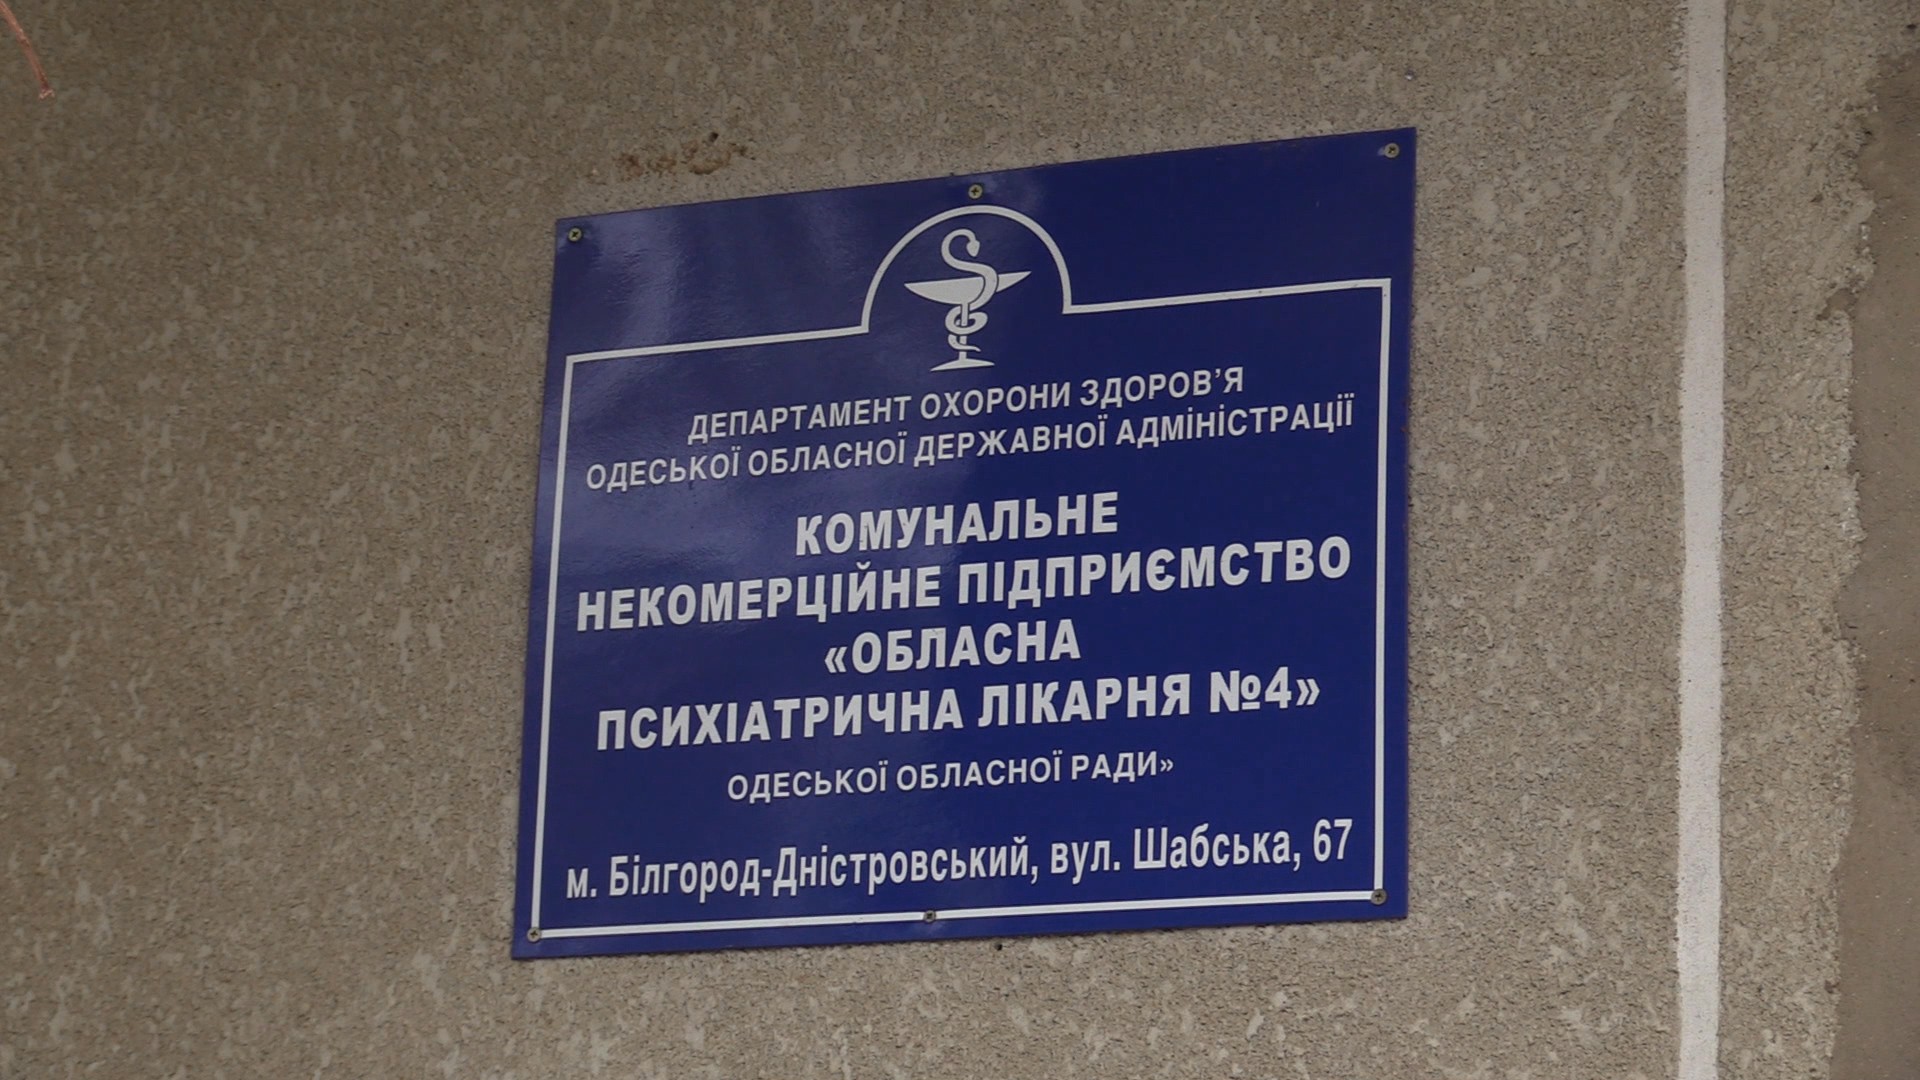 ДЕПАРТАМЕНТ ОХОРОНИ ЗДОРОВ'Я
ОДЕСЬКОЇ ОБЛАСНОЇ ДЕРЖАВНОЇ АДМІНІСТРАЦІЇ
КОМУНАЛЬНЕ
НЕКОМЕРЦІЙНЕ ПІДПРИЄМСТВО
«ОБЛАСНА
ПСИХІАТРИЧНА ЛІКАРНЯ №4»
ОДЕСЬКОЇ ОБЛАСНОЇ РАДИ»
м. Білгород-Дністровський, вул. Шабська, 67